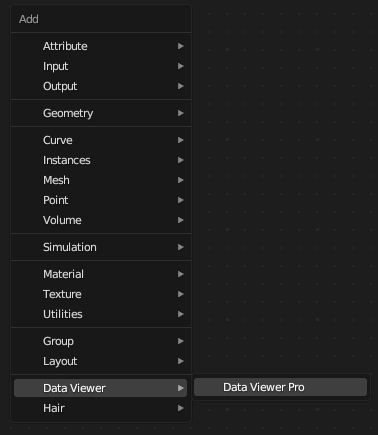 Add
Attribute
Input
Output
Geometry
Curve
Instances
Mesh
Point
Volume
Simulation
Material
Texture
Utilities
Group
Layout
Data Viewer
Data Viewer Pro
Hair